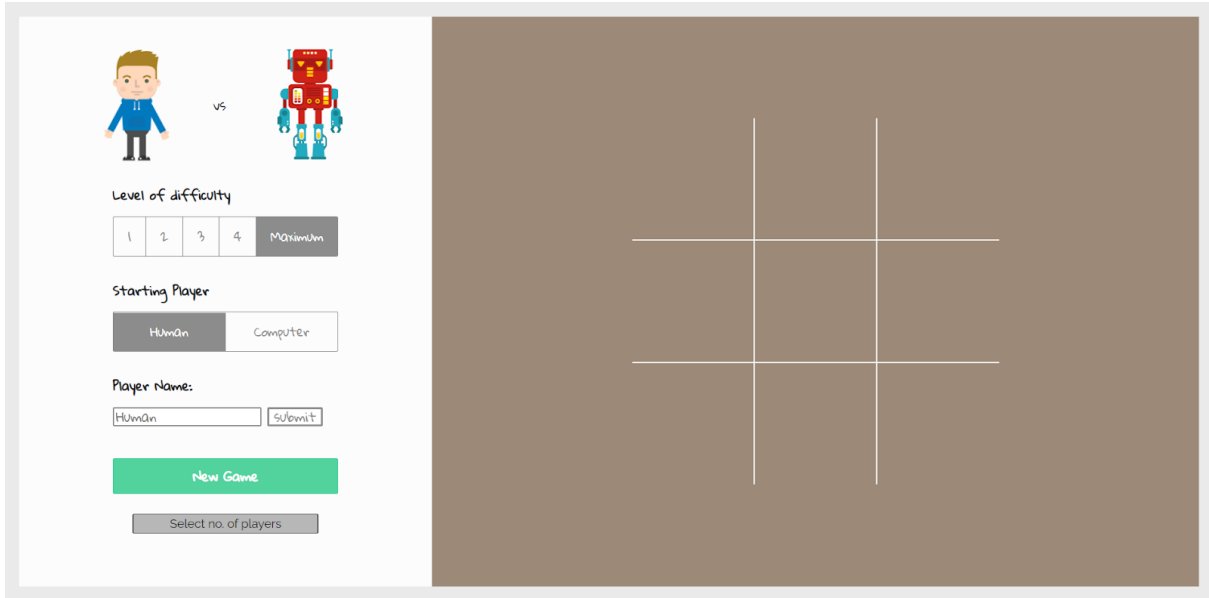 vs
Level of difficulty
1 2 3 4 Maximum
Starting Player
Human Computer
Player Name:
Human submit
New Game
Select no. of players